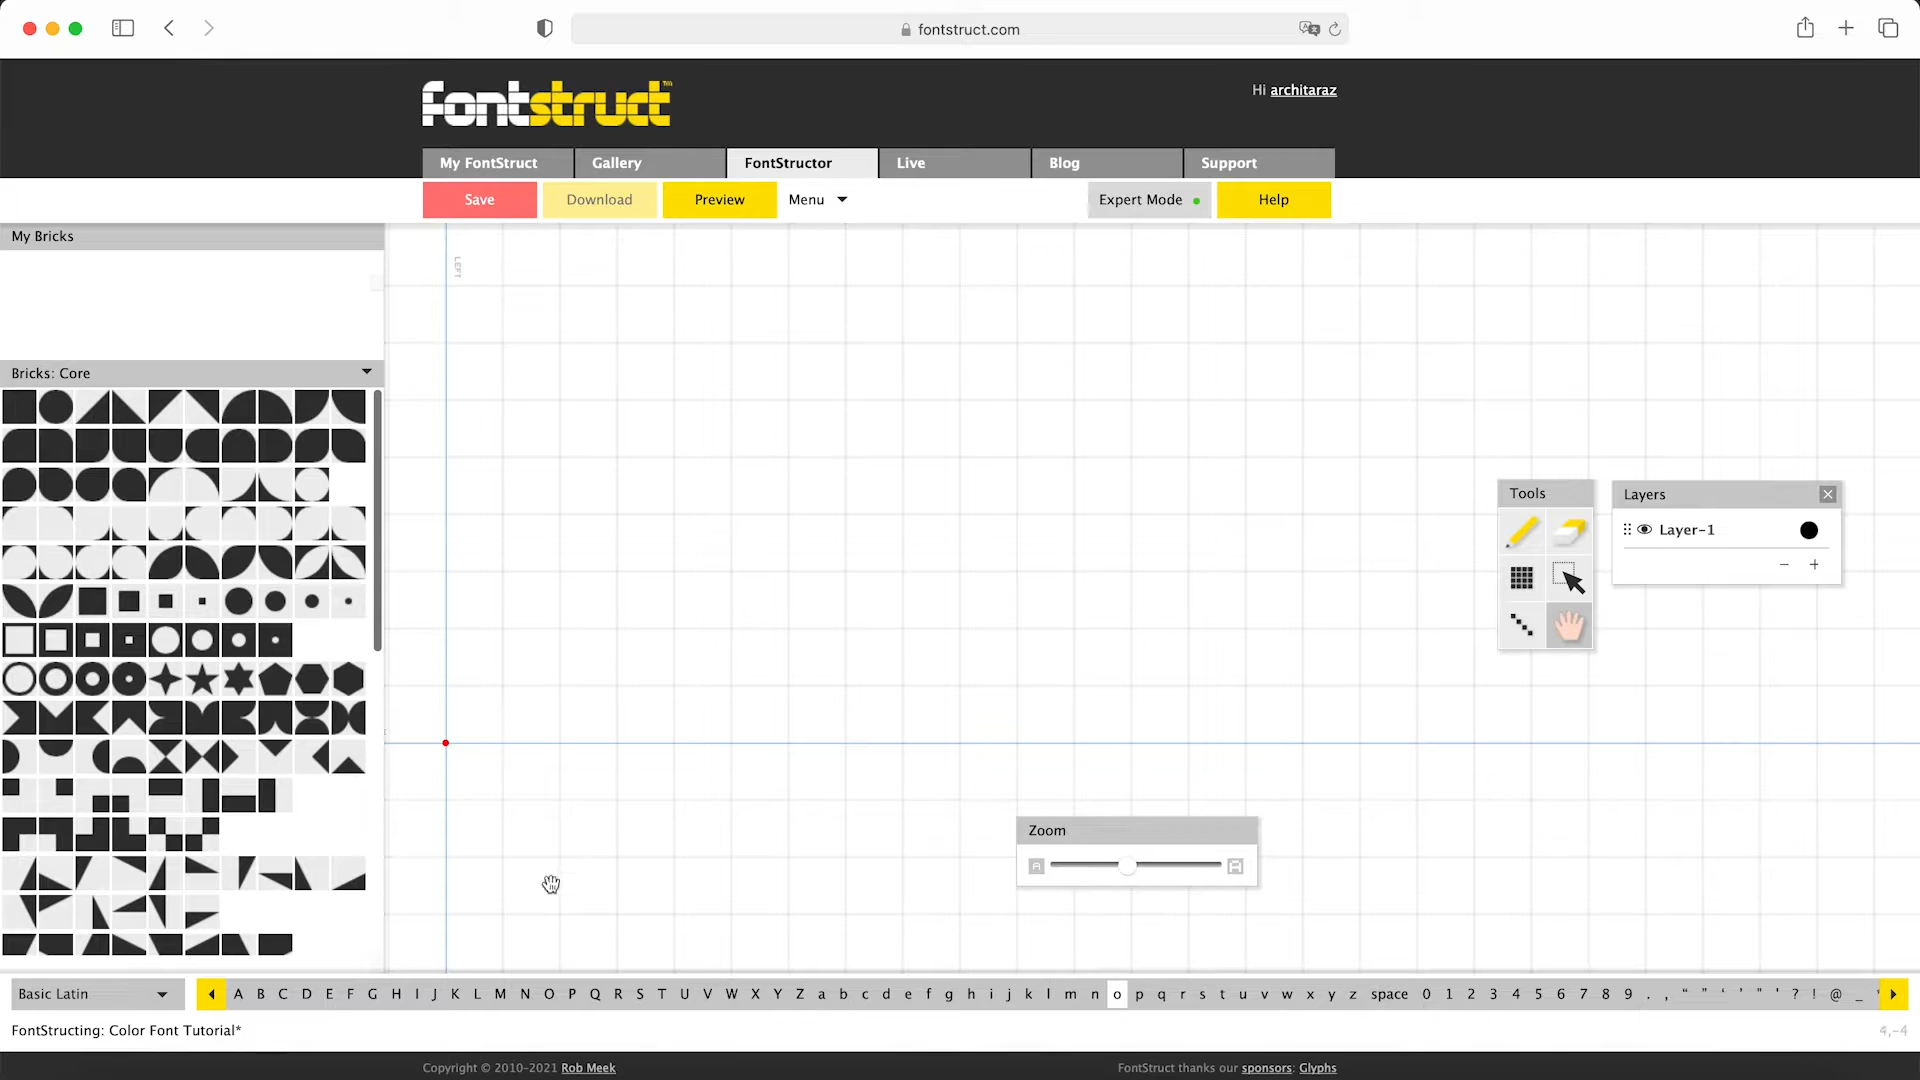 fontstruct.com
fontstruct™
Hi architaraz
My FontStruct
Gallery
FontStructor
Live
Blog
Support
Save
Download
Preview
Menu
Expert Mode
Help
My Bricks
LEFT
Bricks: Core
Tools
Layers
Layer-1
− +
Zoom
Basic Latin
A B C D E F G H I J K L M N O P Q R S T U V W X Y Z a b c d e f g h i j k l m n o p q r s t u v w x y z space 0 1 2 3 4 5 6 7 8 9 . , “ ” ‘ ’ " ' ? ! @ _
FontStructing: Color Font Tutorial*
4,-4
Copyright © 2010-2021 Rob Meek
FontStruct thanks our sponsors: Glyphs